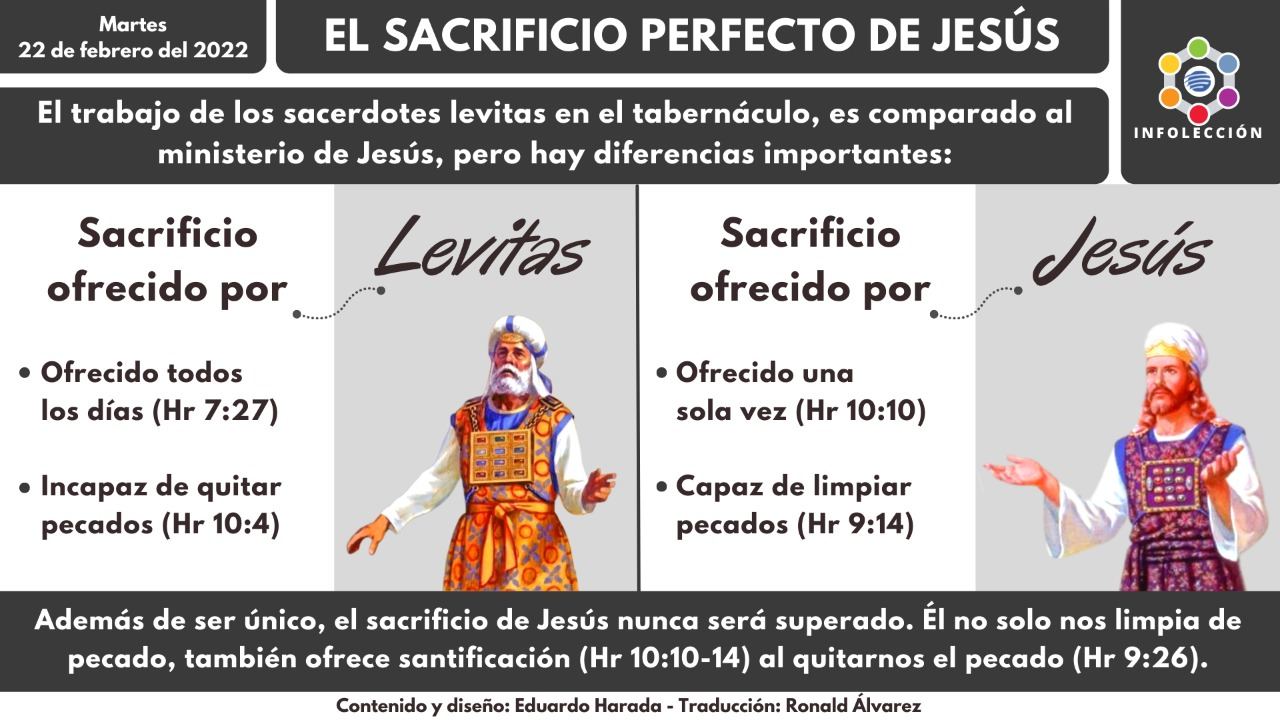 Martes
22 de febrero del 2022
EL SACRIFICIO PERFECTO DE JESÚS
INFOLECCIÓN
El trabajo de los sacerdotes levitas en el tabernáculo, es comparado al
ministerio de Jesús, pero hay diferencias importantes:
Sacrificio
ofrecido por
Levitas
• Ofrecido todos
los días (Hr 7:27)
• Incapaz de quitar
pecados (Hr 10:4)
Sacrificio
ofrecido por
Jesús
• Ofrecido una
sola vez (Hr 10:10)
• Capaz de limpiar
pecados (Hr 9:14)
Además de ser único, el sacrificio de Jesús nunca será superado. Él no solo nos limpia de
pecado, también ofrece santificación (Hr 10:10-14) al quitarnos el pecado (Hr 9:26).
Contenido y diseño: Eduardo Harada - Traducción: Ronald Álvarez